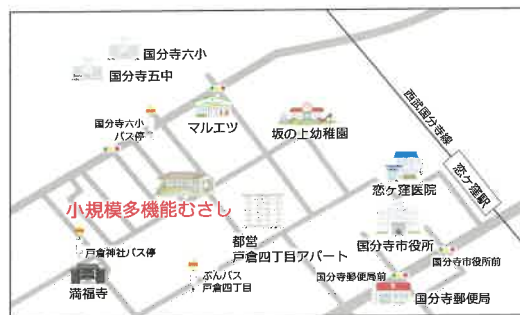 国分寺六小
国分寺五中
国分寺六小
バス停
マルエツ
坂の上幼稚園
西武国分寺線
恋ヶ窪駅
恋ヶ窪医院
小規模多機能むさし
都営
戸倉四丁目アパート
国分寺市役所
戸倉神社バス停
ぶんバス
戸倉四丁目
国分寺市役所前
国分寺郵便局前
満福寺
国分寺郵便局